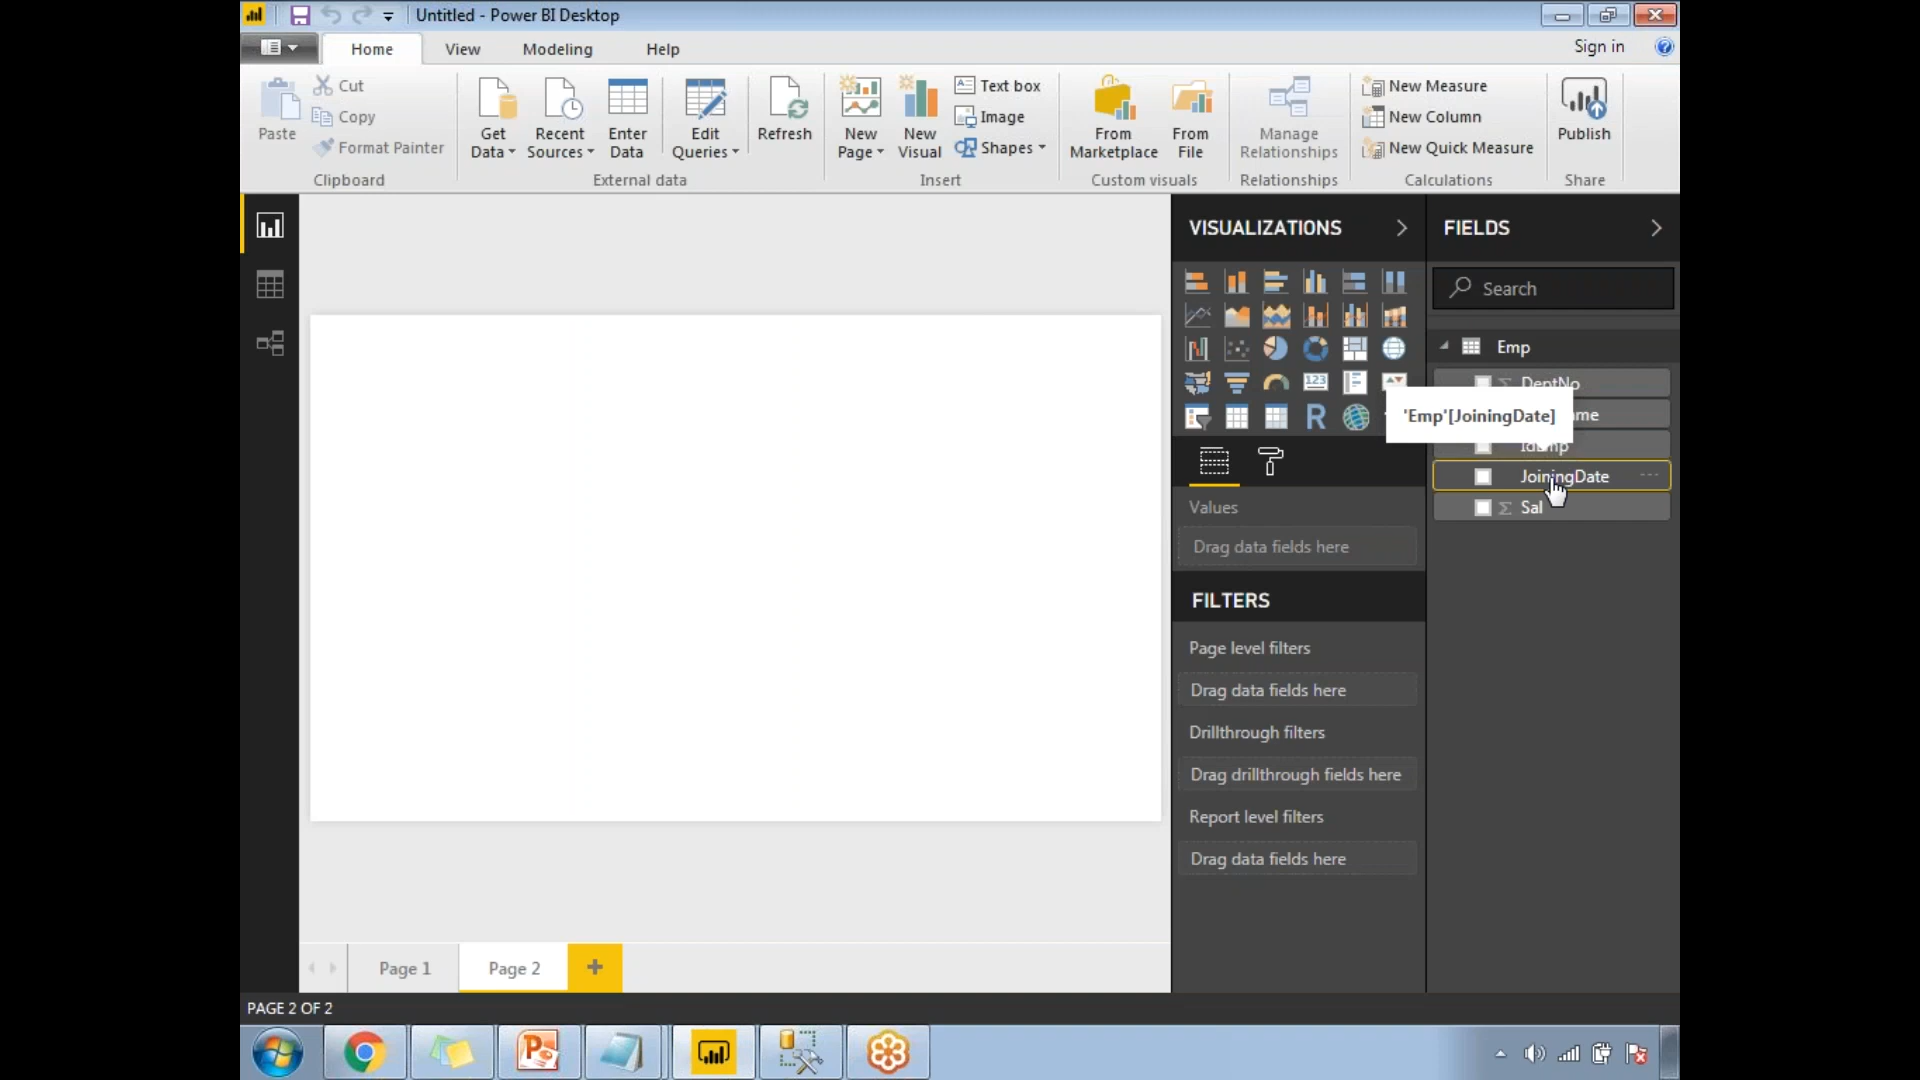 Untitled - Power BI Desktop
Home View Modeling Help Sign in
Paste
Cut
Copy
Format Painter
Clipboard
Get Data
Recent Sources
Enter Data
Edit Queries
Refresh
External data
New Page
New Visual
Text box
Image
Shapes
Insert
From Marketplace
From File
Custom visuals
Manage Relationships
Relationships
New Measure
New Column
New Quick Measure
Calculations
Publish
Share
VISUALIZATIONS
123
R
Values
Drag data fields here
FILTERS
Page level filters
Drag data fields here
Drillthrough filters
Drag drillthrough fields here
Report level filters
Drag data fields here
FIELDS
Search
Emp
DeptNo
'Emp'[JoiningDate]
JoiningDate
Σ Sal
Page 1
Page 2
PAGE 2 OF 2